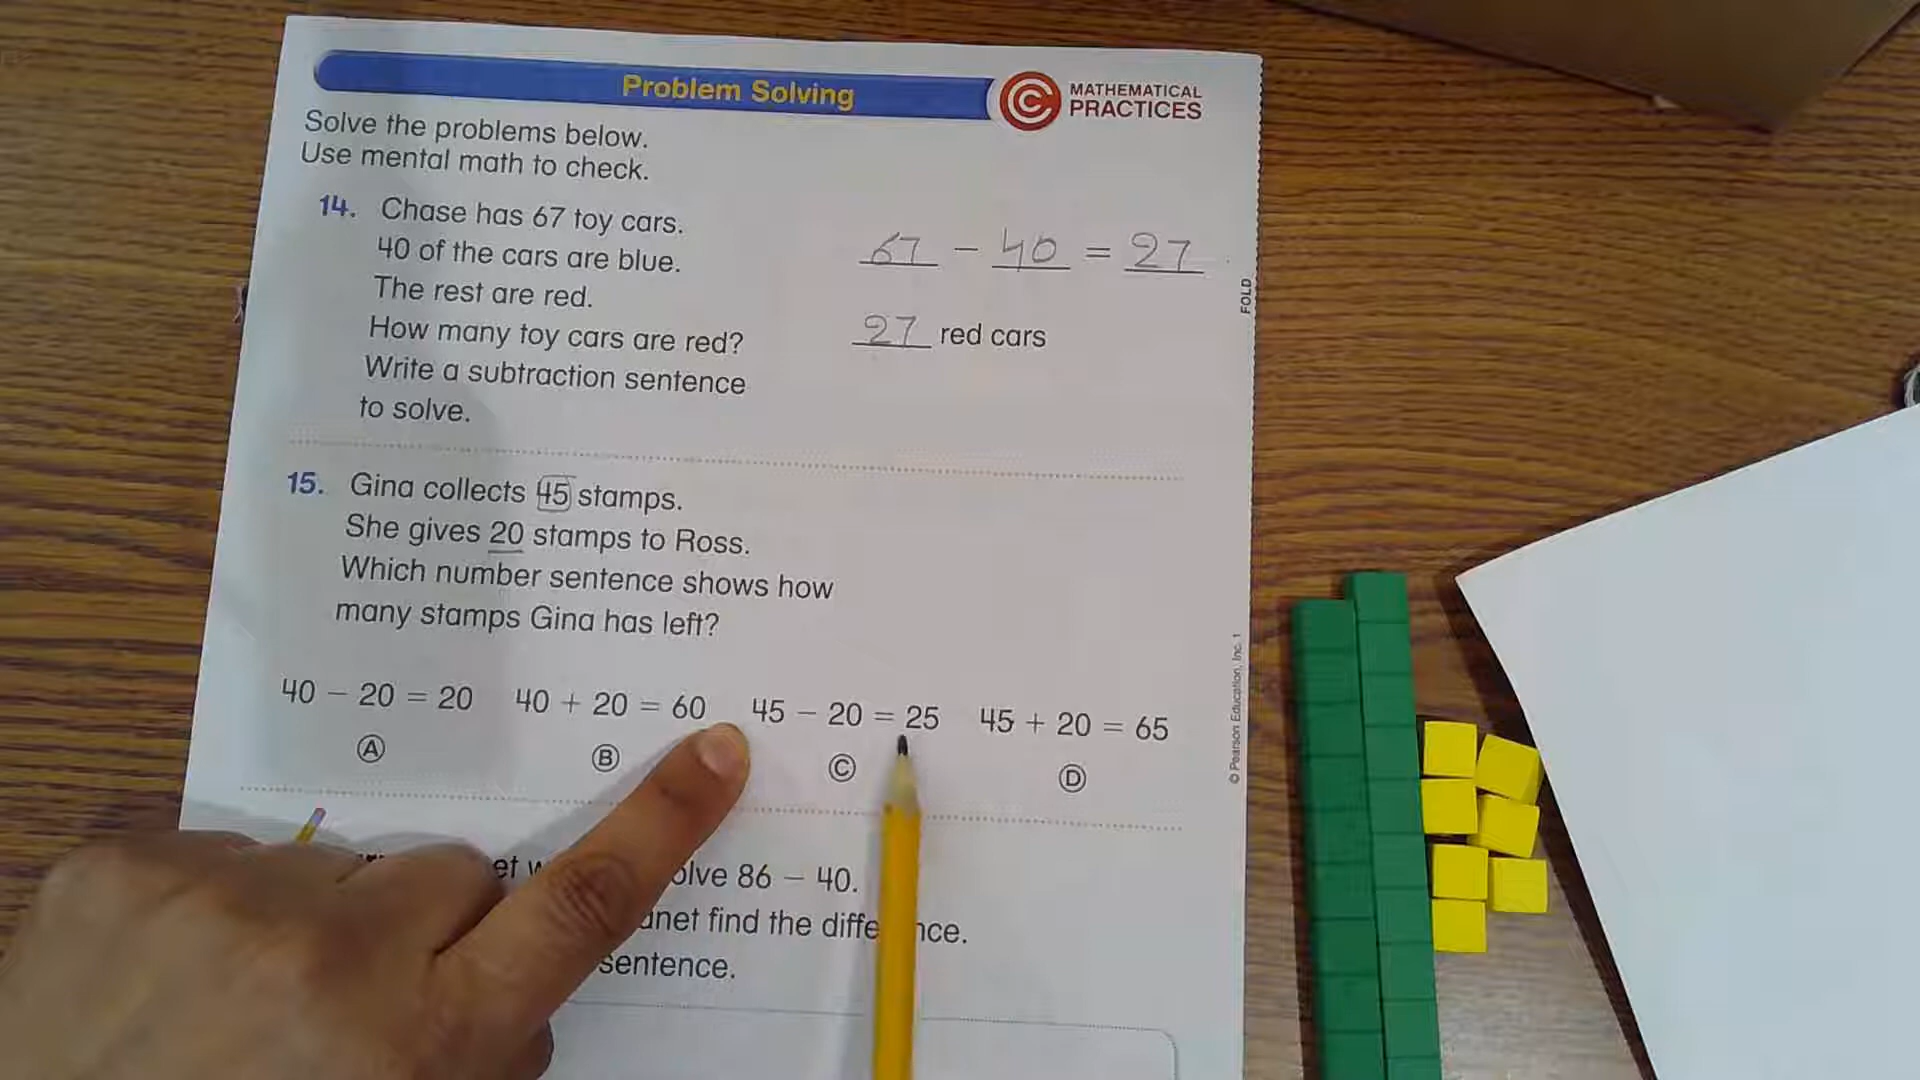 Problem Solving
MATHEMATICAL
PRACTICES
Solve the problems below.
Use mental math to check.
14. Chase has 67 toy cars.
40 of the cars are blue.
The rest are red.
How many toy cars are red?
Write a subtraction sentence
to solve.
67 − 40 = 27
27 red cars
FOLD
15. Gina collects 45 stamps.
She gives 20 stamps to Ross.
Which number sentence shows how
many stamps Gina has left?
40 − 20 = 20 40 + 20 = 60 45 − 20 = 25 45 + 20 = 65
A B C D
© Pearson Education, Inc. 1
86 − 40.
find the
sentence.